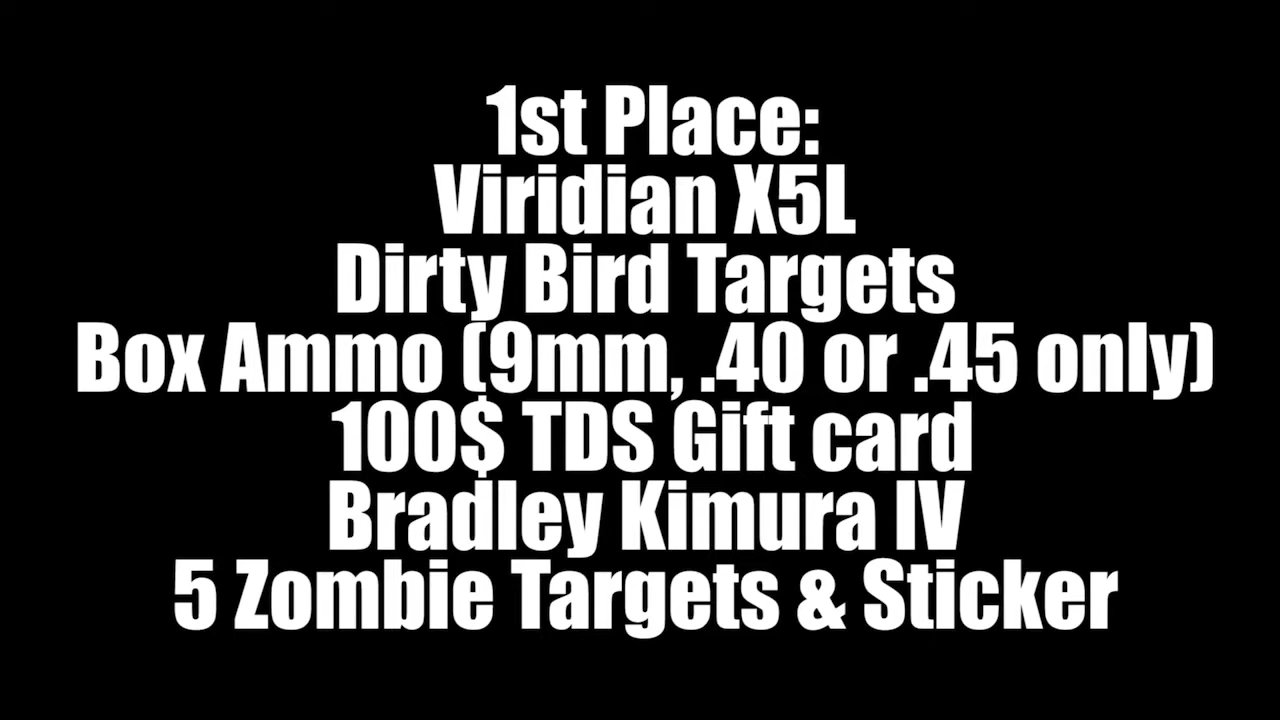 1st Place:
Viridian X5L
Dirty Bird Targets
Box Ammo (9mm, .40 or .45 only)
100$ TDS Gift card
Bradley Kimura IV
5 Zombie Targets & Sticker